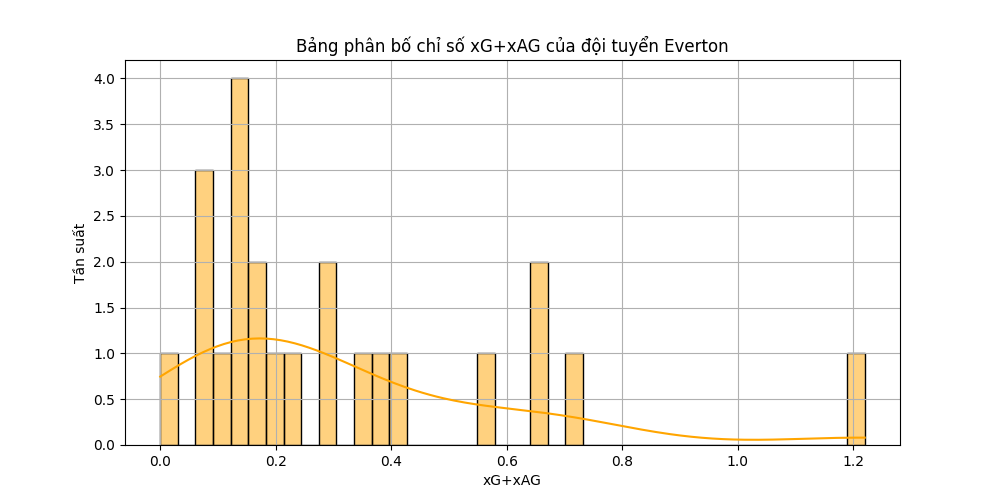 Bảng phân bố chỉ số xG+xAG của đội tuyển Everton
4.0
3.5
3.0
2.5
2.0
1.5
1.0
0.5
0.0
Tần suất
0.0 0.2 0.4 0.6 0.8 1.0 1.2
xG+xAG